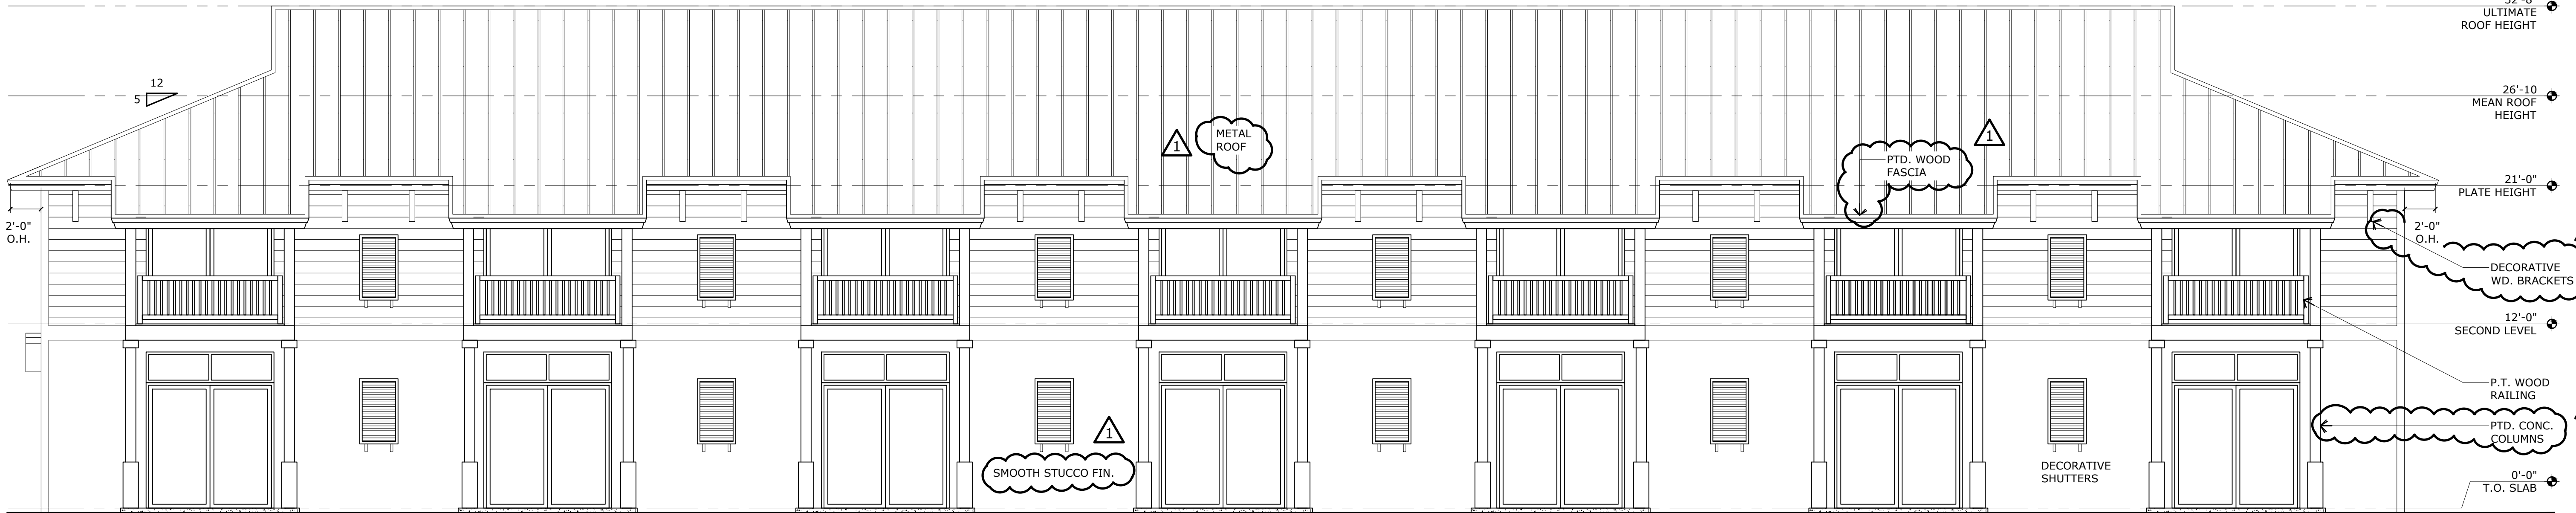 ULTIMATE
ROOF HEIGHT
12
5
26'-10
MEAN ROOF
HEIGHT
METAL
ROOF
1
1
PTD. WOOD
FASCIA
21'-0"
PLATE HEIGHT
2'-0"
O.H.
2'-0"
O.H.
DECORATIVE
WD. BRACKETS
12'-0"
SECOND LEVEL
P.T. WOOD
RAILING
PTD. CONC.
COLUMNS
1
SMOOTH STUCCO FIN.
DECORATIVE
SHUTTERS
0'-0"
T.O. SLAB